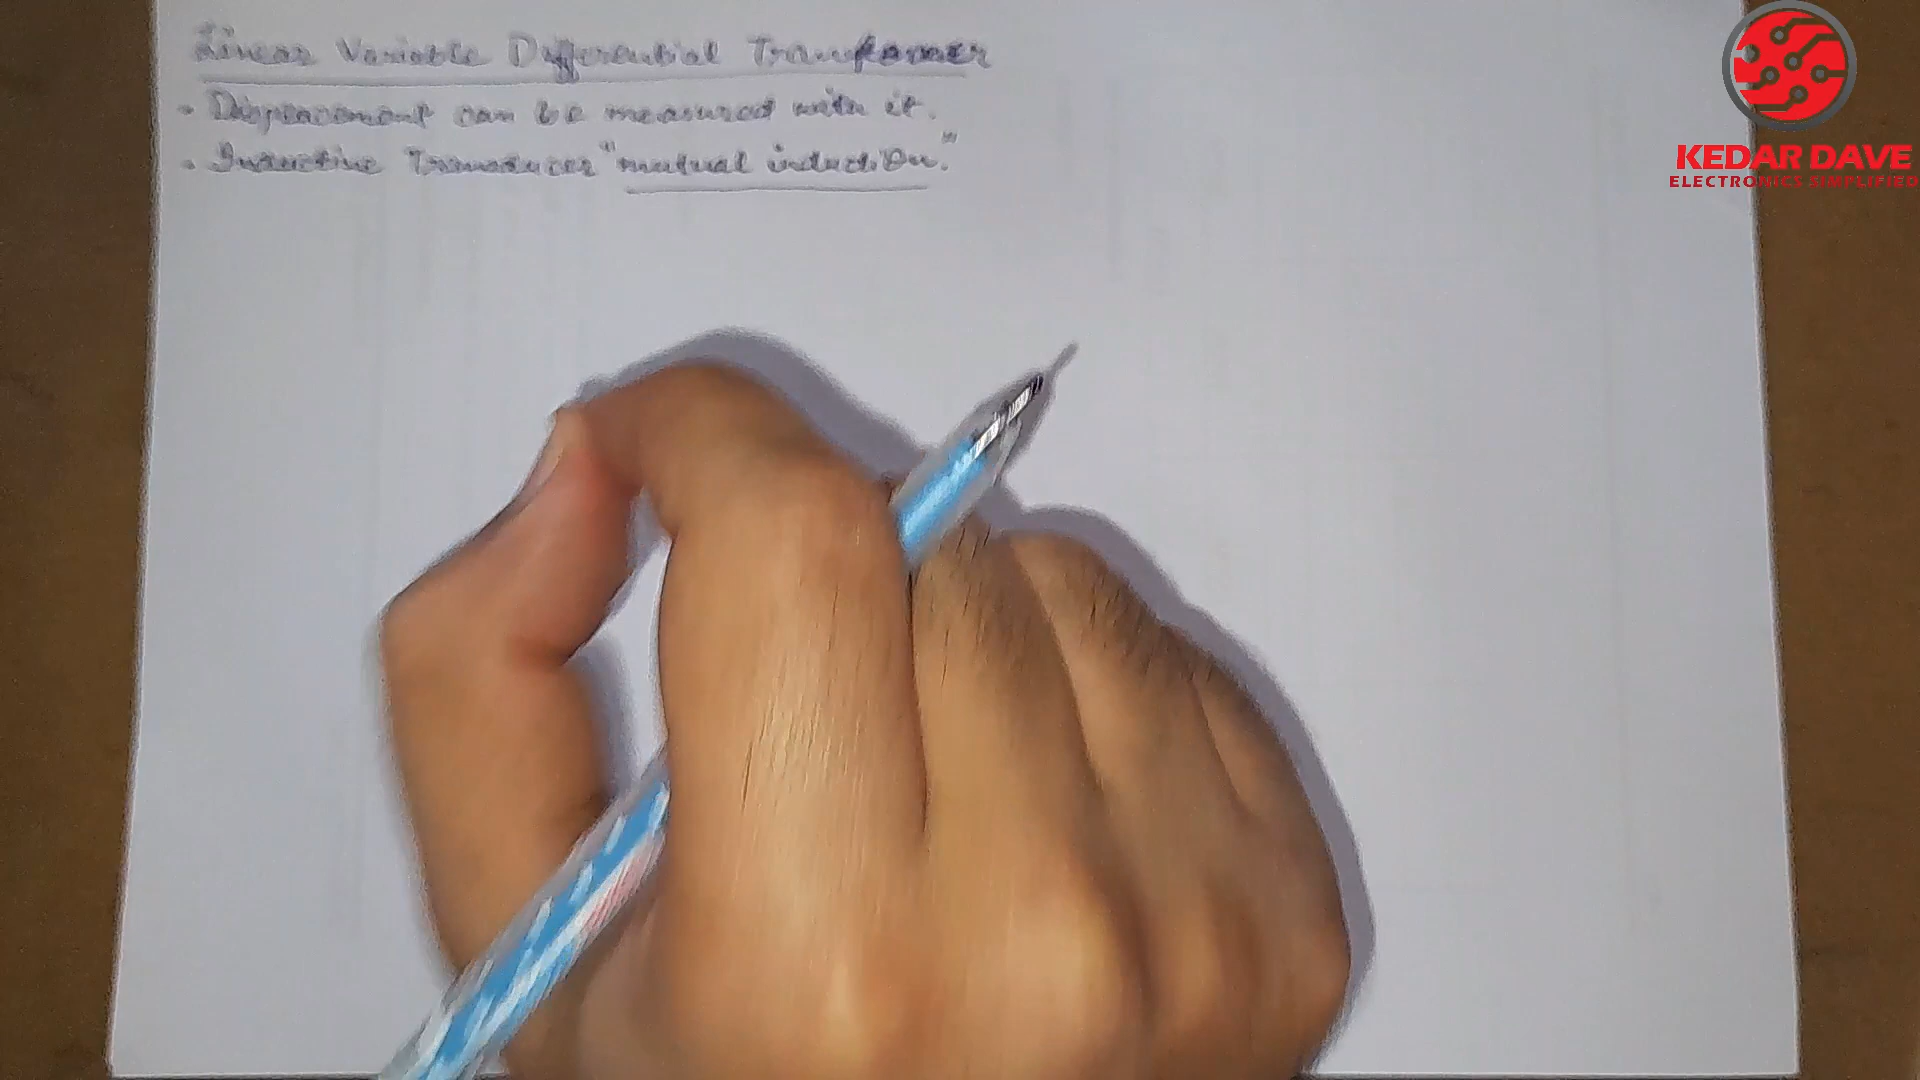 Linear Variable Differential Transformer
• Displacement can be measured with it.
• Inductive Transducer "mutual induction."
KEDAR DAVE
ELECTRONICS SIMPLIFIED